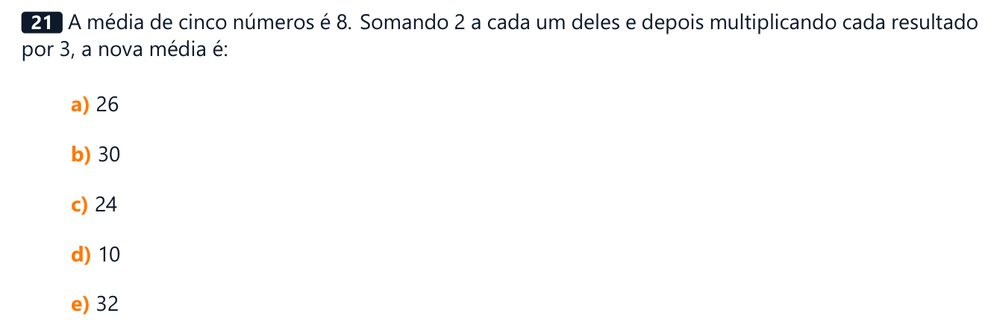 21 A média de cinco números é 8. Somando 2 a cada um deles e depois multiplicando cada resultado
por 3, a nova média é:
a) 26
b) 30
c) 24
d) 10
e) 32